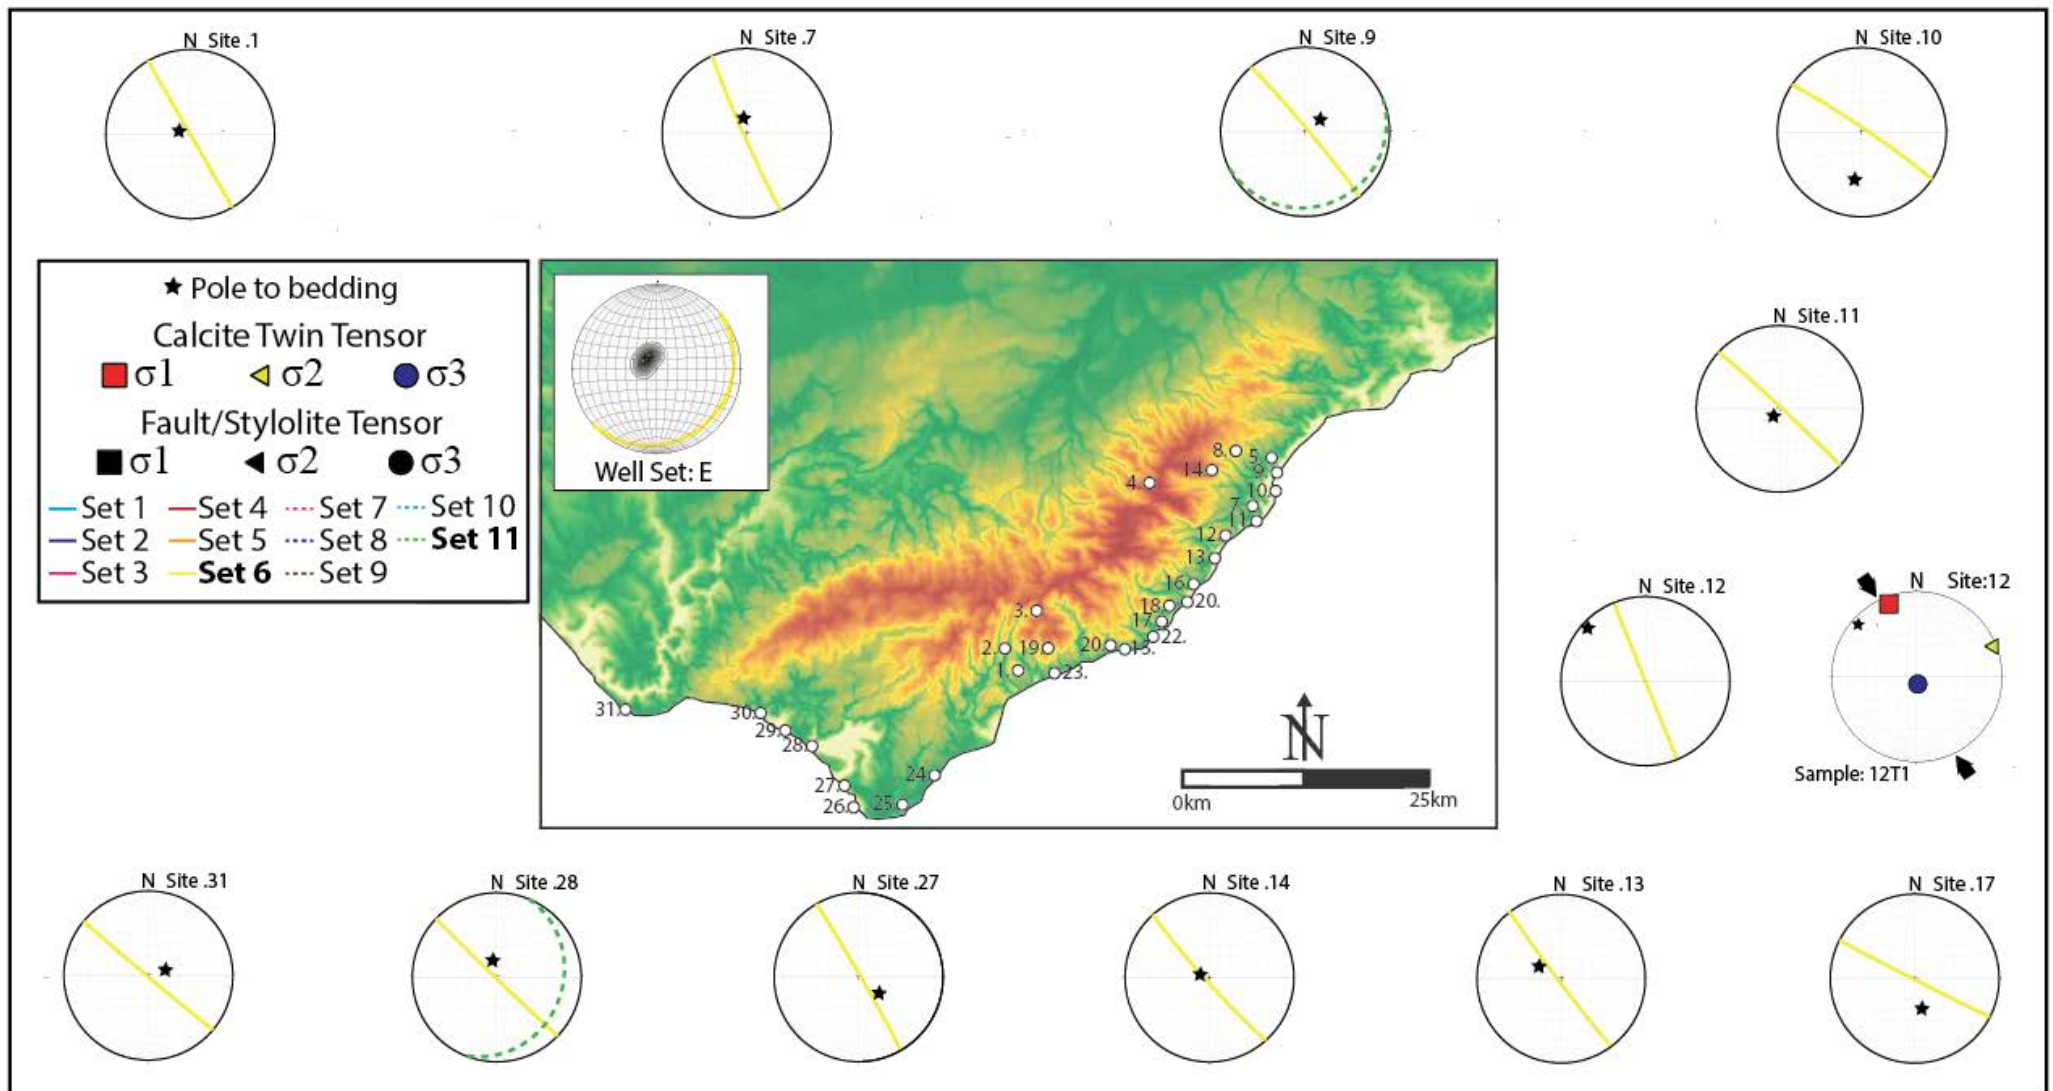 N Site .1
N Site .7
N Site .9
N Site .10
★ Pole to bedding
Calcite Twin Tensor
σ1 σ2 σ3
Fault/Stylolite Tensor
σ1 σ2 σ3
Set 1 Set 4 Set 7 Set 10
Set 2 Set 5 Set 8 Set 11
Set 3 Set 6 Set 9
Well Set: E
N Site .11
8. 5.
14. 9.
4. 10.
7.
11.
12.
13.
16.
3. 18. 20.
17.
22.
2. 19. 20. 15.
1. 23.
31. 30.
29.
28.
24.
27.
26. 25.
N
0km 25km
N Site .12
N Site:12
Sample: 12T1
N Site .31
N Site .28
N Site .27
N Site .14
N Site .13
N Site .17